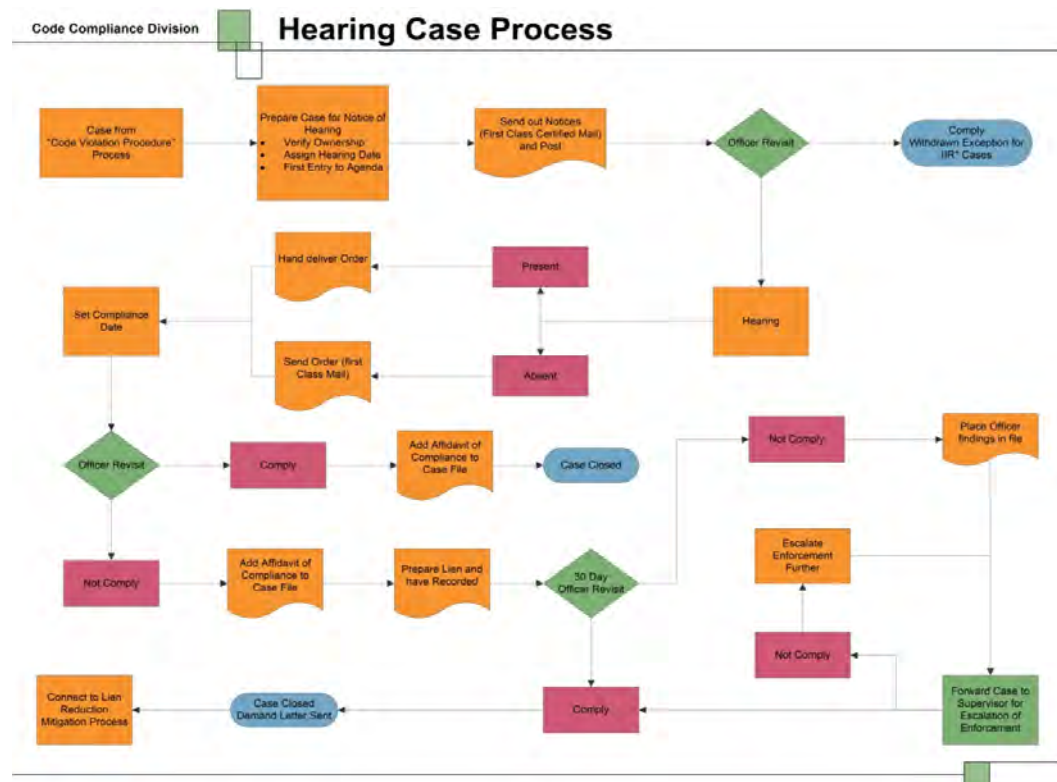 Code Compliance Division
Hearing Case Process
Case from
"Code Violation Procedure"
Process
Prepare Case for Notice of
Hearing
• Verify Ownership
• Assign Hearing Date
• First Entry to Agenda
Send out Notices
(First Class Certified Mail)
and Post
Officer Revisit
Comply
Withdrawn Exception for
IIR* Cases
Hand deliver Order
Present
Set Compliance
Date
Hearing
Send Order (first
Class Mail)
Absent
Officer Revisit
Comply
Add Affidavit of
Compliance to
Case File
Case Closed
Not Comply
Place Officer
findings in file
Not Comply
Add Affidavit of
Compliance to
Case File
Prepare Lien and
have Recorded
30 Day
Officer Revisit
Escalate
Enforcement
Further
Not Comply
Connect to Lien
Reduction
Mitigation Process
Case Closed
Demand Letter Sent
Comply
Forward Case to
Supervisor for
Escalation of
Enforcement